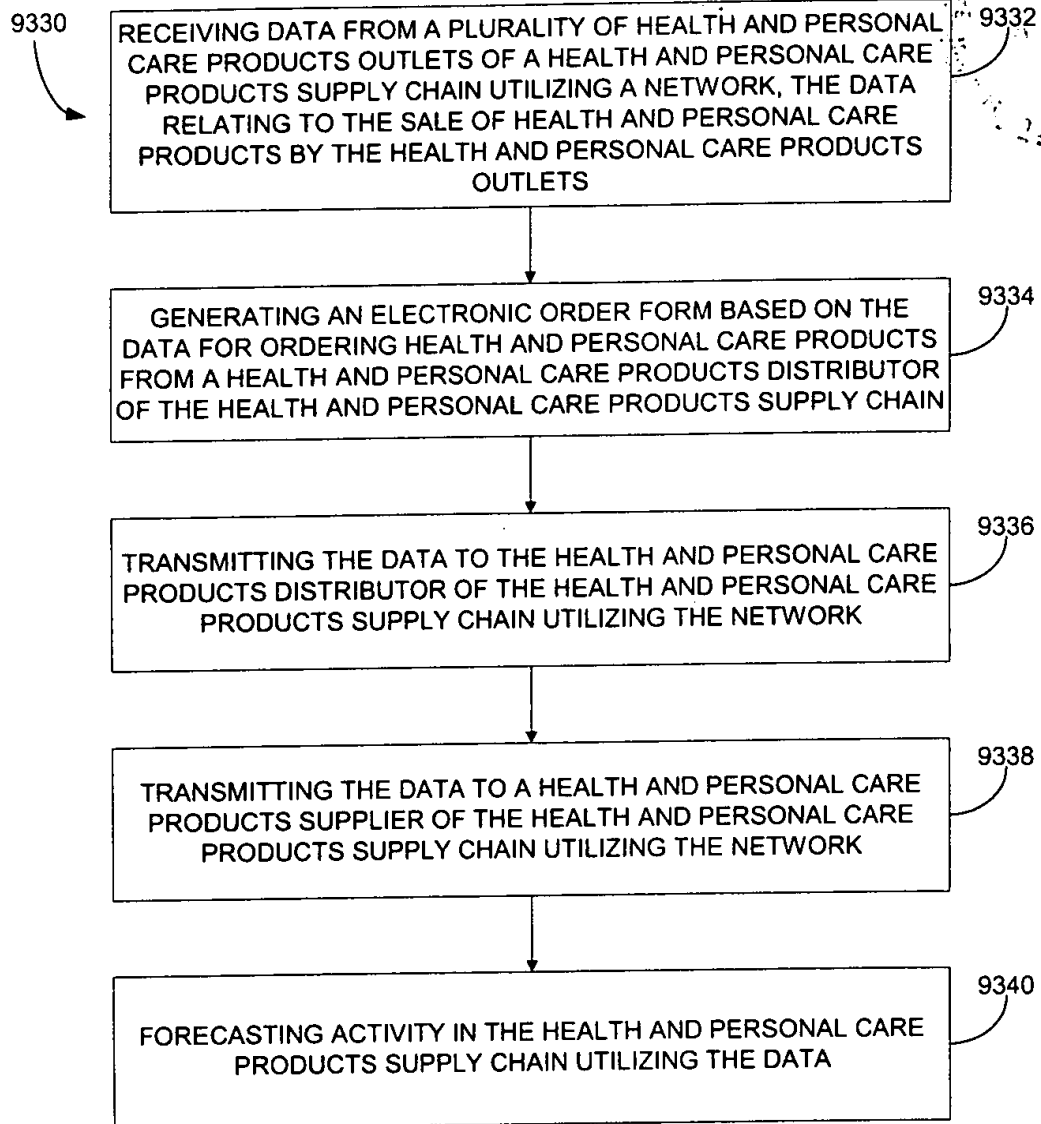 9330
9332
RECEIVING DATA FROM A PLURALITY OF HEALTH AND PERSONAL
CARE PRODUCTS OUTLETS OF A HEALTH AND PERSONAL CARE
PRODUCTS SUPPLY CHAIN UTILIZING A NETWORK, THE DATA
RELATING TO THE SALE OF HEALTH AND PERSONAL CARE
PRODUCTS BY THE HEALTH AND PERSONAL CARE PRODUCTS
OUTLETS
9334
GENERATING AN ELECTRONIC ORDER FORM BASED ON THE
DATA FOR ORDERING HEALTH AND PERSONAL CARE PRODUCTS
FROM A HEALTH AND PERSONAL CARE PRODUCTS DISTRIBUTOR
OF THE HEALTH AND PERSONAL CARE PRODUCTS SUPPLY CHAIN
9336
TRANSMITTING THE DATA TO THE HEALTH AND PERSONAL CARE
PRODUCTS DISTRIBUTOR OF THE HEALTH AND PERSONAL CARE
PRODUCTS SUPPLY CHAIN UTILIZING THE NETWORK
9338
TRANSMITTING THE DATA TO A HEALTH AND PERSONAL CARE
PRODUCTS SUPPLIER OF THE HEALTH AND PERSONAL CARE
PRODUCTS SUPPLY CHAIN UTILIZING THE NETWORK
9340
FORECASTING ACTIVITY IN THE HEALTH AND PERSONAL CARE
PRODUCTS SUPPLY CHAIN UTILIZING THE DATA